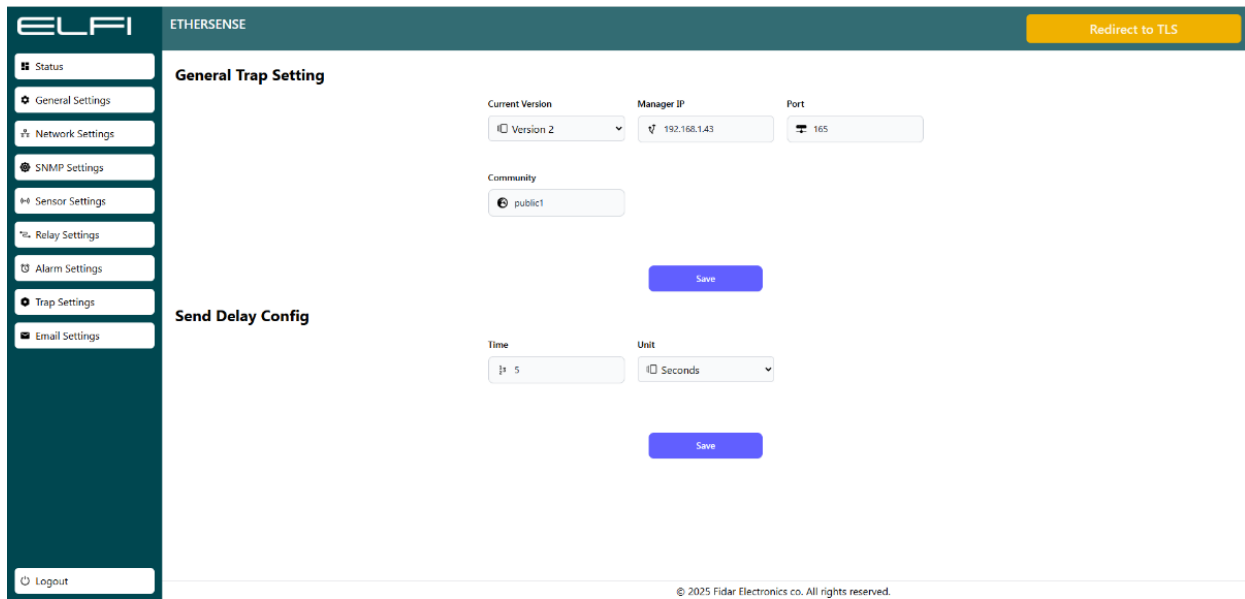 ELFI
ETHERSENSE
Redirect to TLS
Status
General Settings
Network Settings
SNMP Settings
Sensor Settings
Relay Settings
Alarm Settings
Trap Settings
Email Settings
Logout
General Trap Setting
Current Version
Manager IP
Port
Version 2
192.168.1.43
165
Community
public1
Save
Send Delay Config
Time
Unit
5
Seconds
Save
© 2025 Fidar Electronics co. All rights reserved.